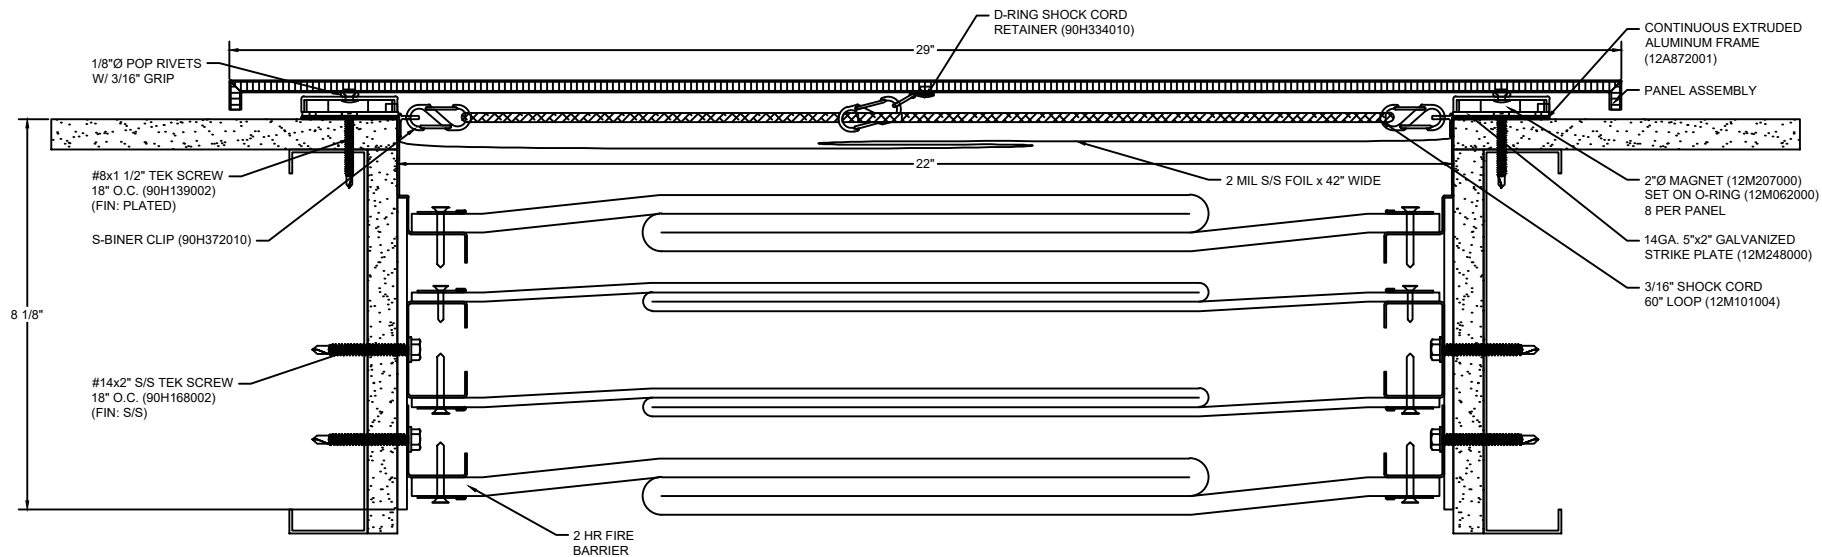 D-RING SHOCK CORD
RETAINER (90H334010)
29"
1/8"Ø POP RIVETS
W/ 3/16" GRIP
CONTINUOUS EXTRUDED
ALUMINUM FRAME
(12A872001)
PANEL ASSEMBLY
22"
#8x1 1/2" TEK SCREW
18" O.C. (90H139002)
(FIN: PLATED)
2 MIL S/S FOIL x 42" WIDE
2"Ø MAGNET (12M207000)
SET ON O-RING (12M062000)
8 PER PANEL
S-BINER CLIP (90H372010)
14GA. 5"x2" GALVANIZED
STRIKE PLATE (12M248000)
3/16" SHOCK CORD
60" LOOP (12M101004)
8 1/8"
#14x2" S/S TEK SCREW
18" O.C. (90H168002)
(FIN: S/S)
2 HR FIRE
BARRIER